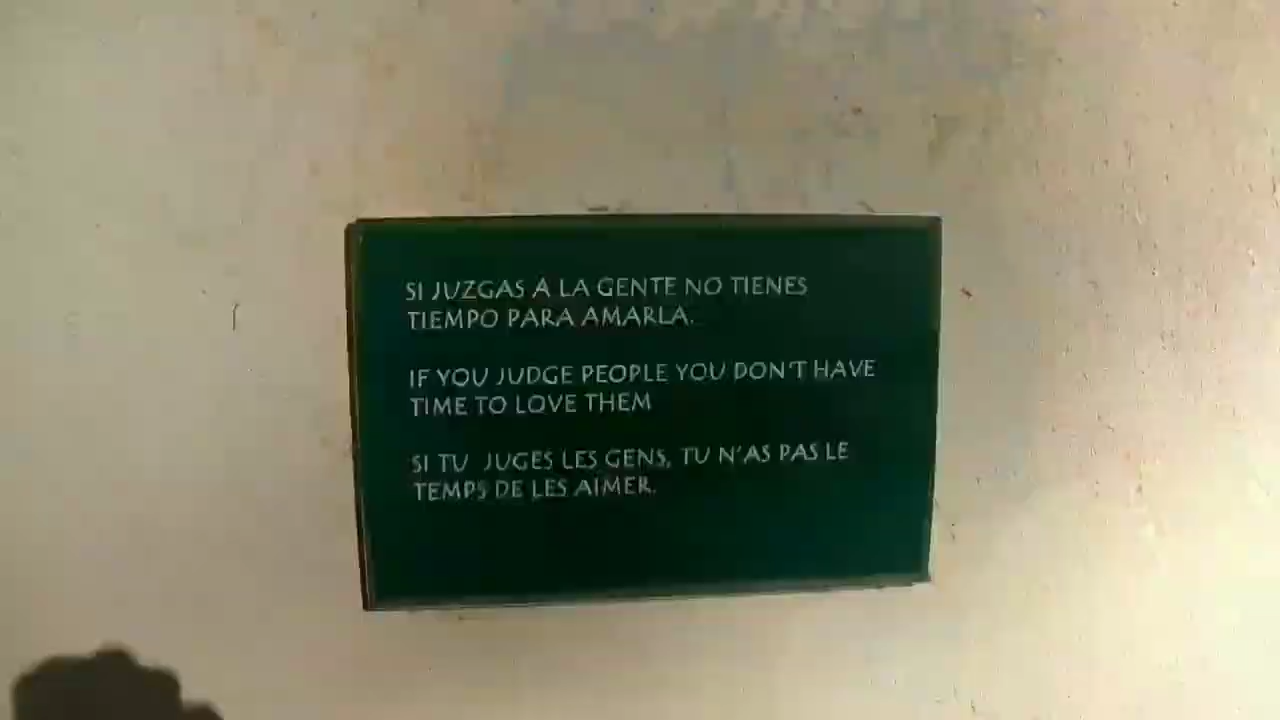 SI JUZGAS A LA GENTE NO TIENES
TIEMPO PARA AMARLA.
IF YOU JUDGE PEOPLE YOU DON'T HAVE
TIME TO LOVE THEM
SI TU JUGES LES GENS, TU N'AS PAS LE
TEMPS DE LES AIMER.